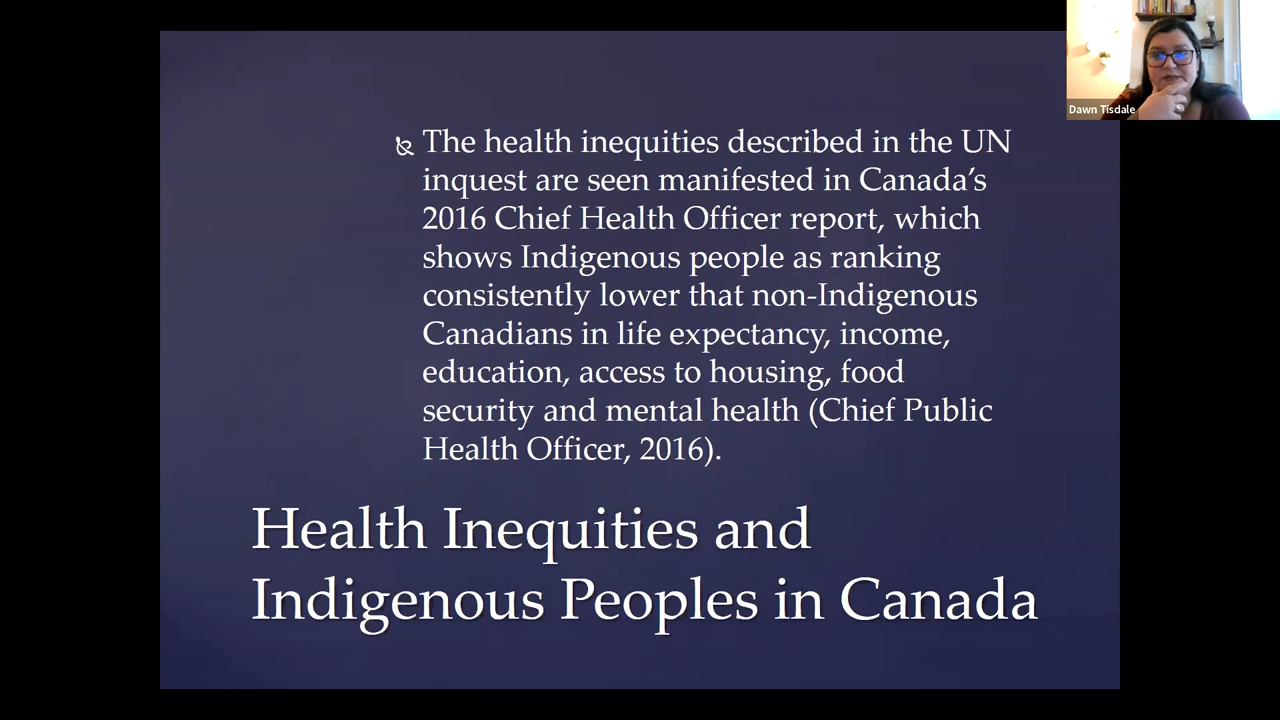 The health inequities described in the UN
inquest are seen manifested in Canada's
2016 Chief Health Officer report, which
shows Indigenous people as ranking
consistently lower that non-Indigenous
Canadians in life expectancy, income,
education, access to housing, food
security and mental health (Chief Public
Health Officer, 2016).
Health Inequities and
Indigenous Peoples in Canada
Dawn Tisdale